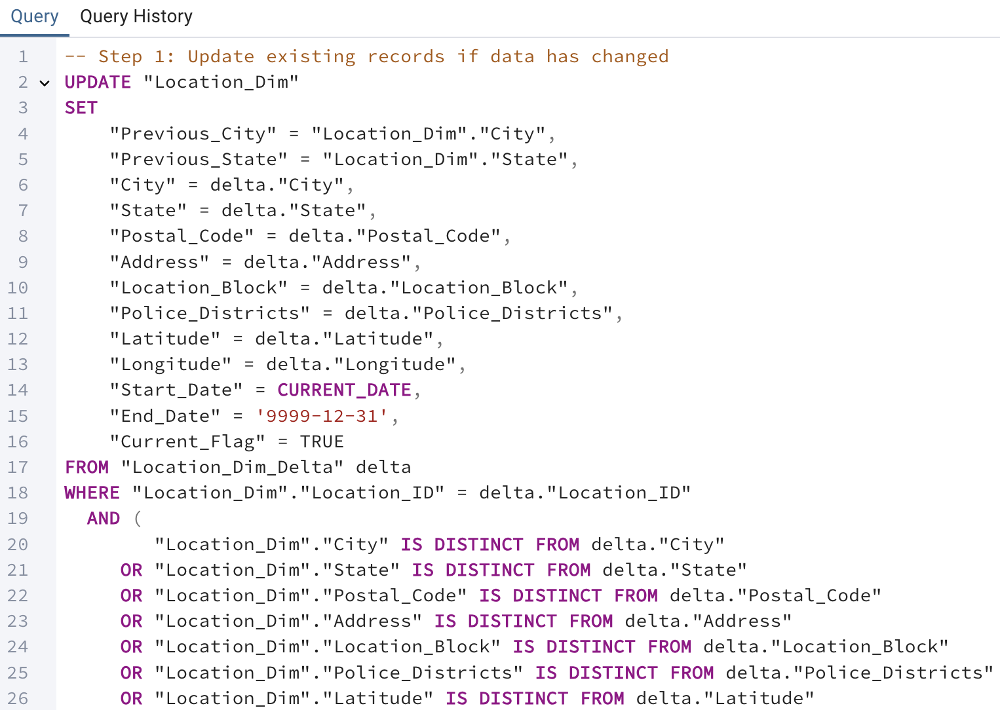 Query Query History
1 -- Step 1: Update existing records if data has changed
2 UPDATE "Location_Dim"
3 SET
4 "Previous_City" = "Location_Dim"."City",
5 "Previous_State" = "Location_Dim"."State",
6 "City" = delta."City",
7 "State" = delta."State",
8 "Postal_Code" = delta."Postal_Code",
9 "Address" = delta."Address",
10 "Location_Block" = delta."Location_Block",
11 "Police_Districts" = delta."Police_Districts",
12 "Latitude" = delta."Latitude",
13 "Longitude" = delta."Longitude",
14 "Start_Date" = CURRENT_DATE,
15 "End_Date" = '9999-12-31',
16 "Current_Flag" = TRUE
17 FROM "Location_Dim_Delta" delta
18 WHERE "Location_Dim"."Location_ID" = delta."Location_ID"
19 AND (
20 "Location_Dim"."City" IS DISTINCT FROM delta."City"
21 OR "Location_Dim"."State" IS DISTINCT FROM delta."State"
22 OR "Location_Dim"."Postal_Code" IS DISTINCT FROM delta."Postal_Code"
23 OR "Location_Dim"."Address" IS DISTINCT FROM delta."Address"
24 OR "Location_Dim"."Location_Block" IS DISTINCT FROM delta."Location_Block"
25 OR "Location_Dim"."Police_Districts" IS DISTINCT FROM delta."Police_Districts"
26 OR "Location_Dim"."Latitude" IS DISTINCT FROM delta."Latitude"